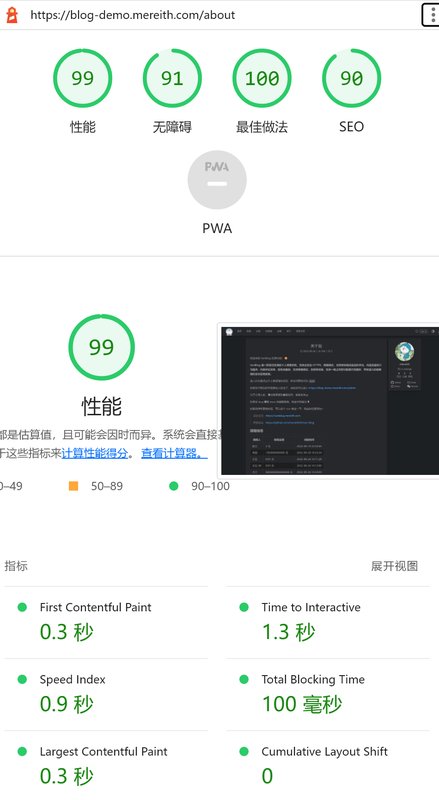 https://blog-demo.mereith.com/about
99
91
100
90
性能
无障碍
最佳做法
SEO
PWA
PWA
99
性能
都是估算值，且可能会因时而异。系统会直接
于这些指标来计算性能得分。 查看计算器。
0–49
50–89
90–100
指标
展开视图
First Contentful Paint
0.3 秒
Time to Interactive
1.3 秒
Speed Index
0.9 秒
Total Blocking Time
100 毫秒
Largest Contentful Paint
0.3 秒
Cumulative Layout Shift
0